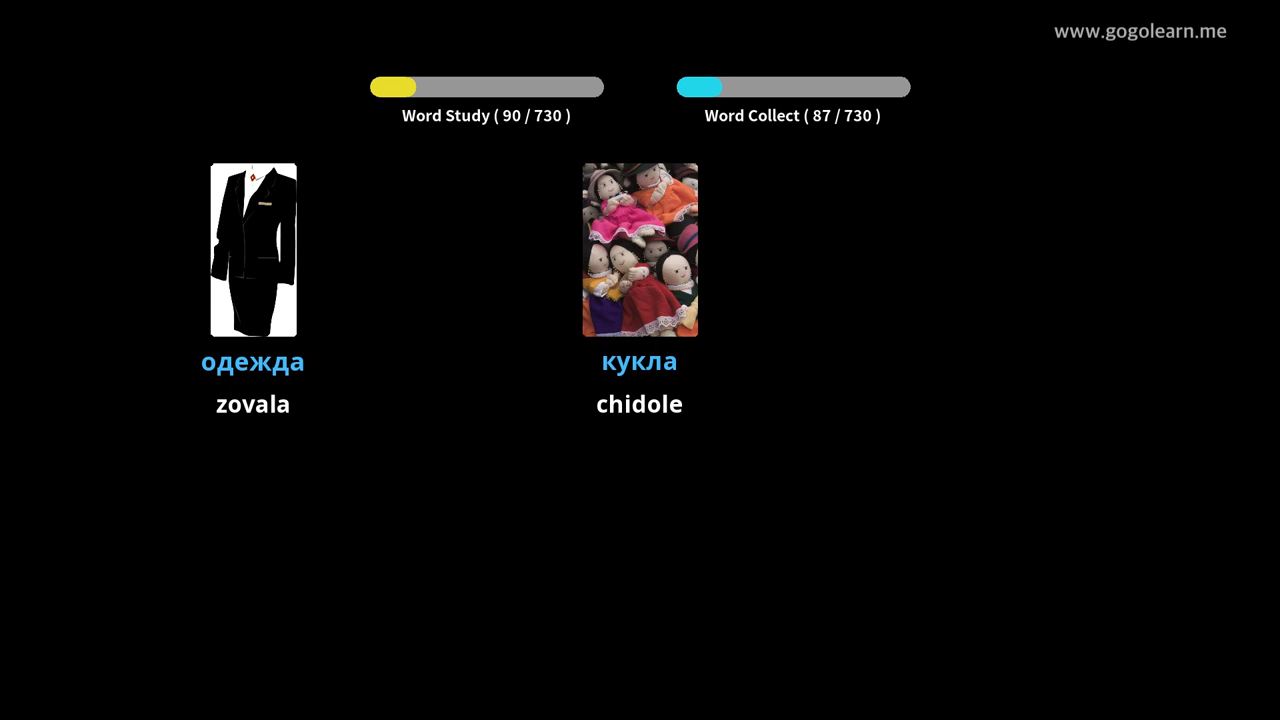 www.gogolearn.me
Word Study ( 90 / 730 )
Word Collect ( 87 / 730 )
одежда
zovala
кукла
chidole